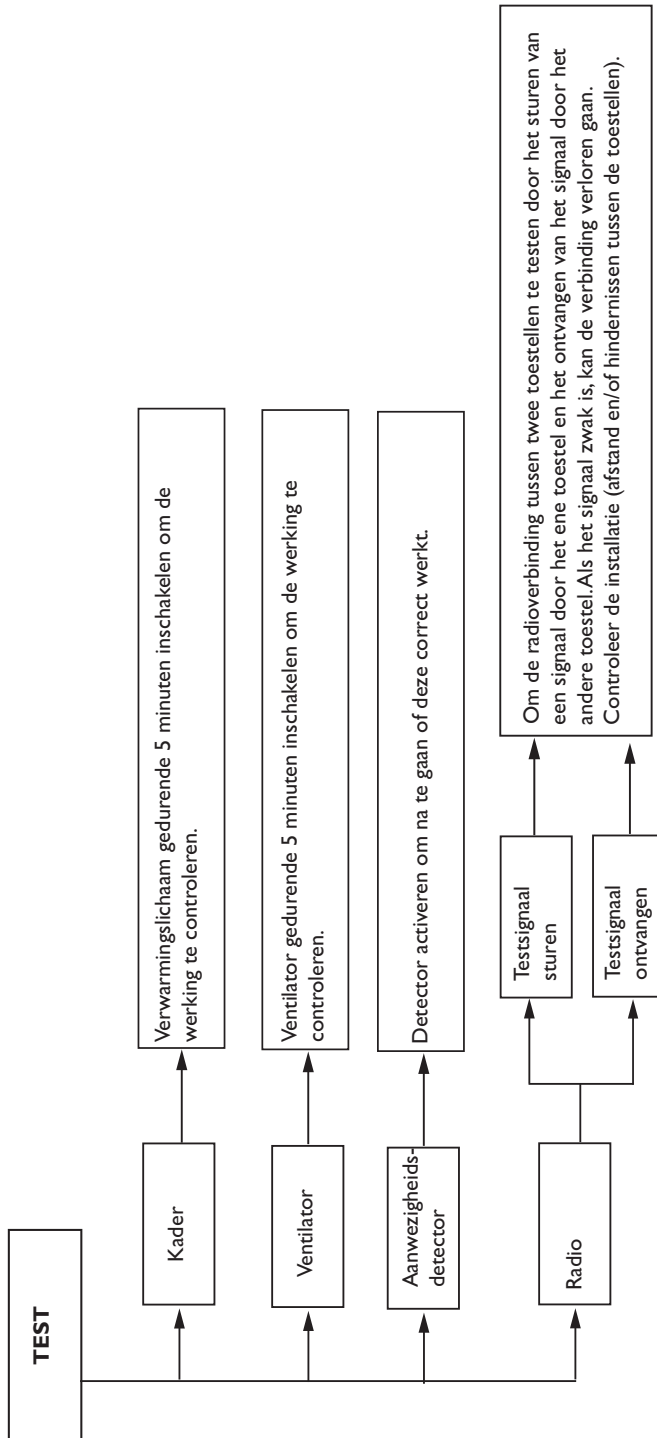 TEST
Kader
Verwarmingslichaam gedurende 5 minuten inschakelen om de
werking te controleren.
Ventilator
Ventilator gedurende 5 minuten inschakelen om de werking te
controleren.
Aanwezigheids-
detector
Detector activeren om na te gaan of deze correct werkt.
Radio
Testsignaal
sturen
Testsignaal
ontvangen
Om de radioverbinding tussen twee toestellen te testen door het sturen van
een signaal door het ene toestel en het ontvangen van het signaal door het
andere toestel. Als het signaal zwak is, kan de verbinding verloren gaan.
Controleer de installatie (afstand en/of hindernissen tussen de toestellen).